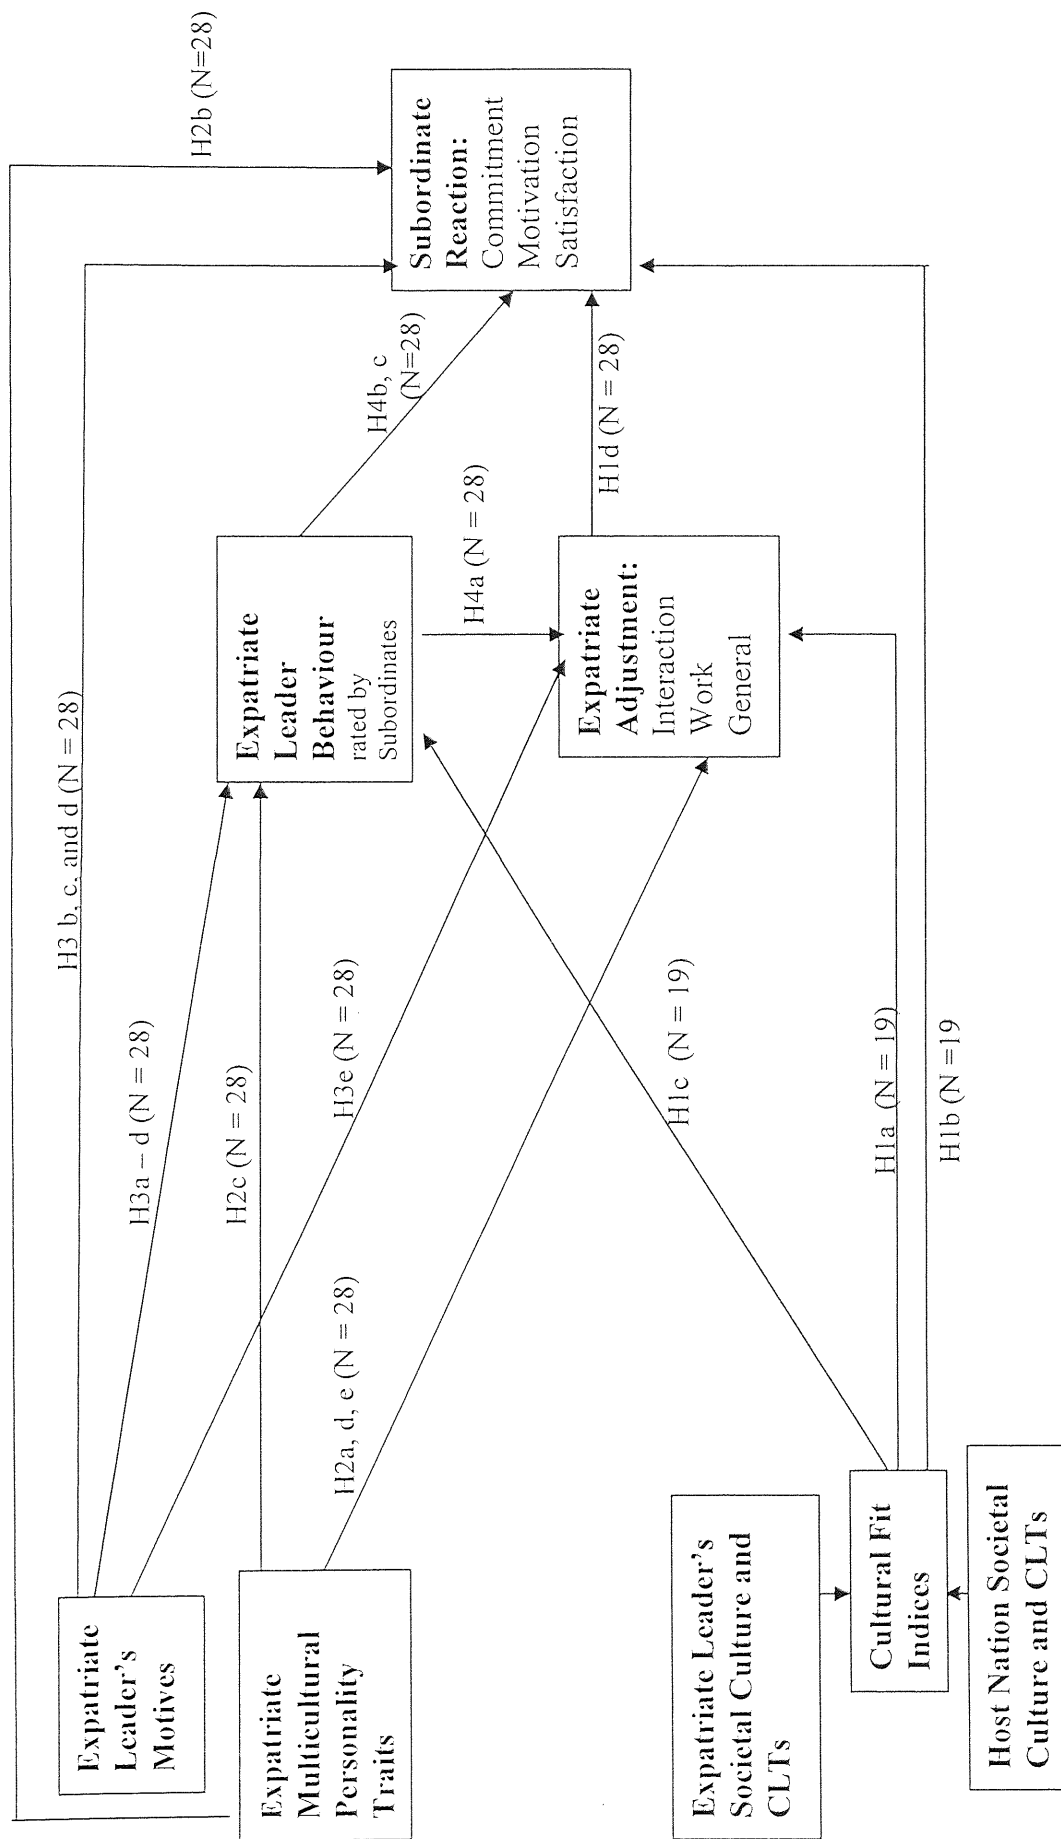 H2b (N=28)
H3 b, c, and d (N = 28)
Expatriate
Leader's
Motives
H3a – d (N = 28)
H2c (N = 28)
H3e (N = 28)
Expatriate
Multicultural
Personality
Traits
H2a, d, e (N = 28)
Expatriate
Leader
Behaviour
rated by
Subordinates
H4b, c
(N=28)
Subordinate
Reaction:
Commitment
Motivation
Satisfaction
H4a (N = 28)
Expatriate
Adjustment:
Interaction
Work
General
H1d (N = 28)
H1c (N = 19)
Expatriate Leader's
Societal Culture and
CLTs
Cultural Fit
Indices
H1a (N = 19)
H1b (N =19
Host Nation Societal
Culture and CLTs